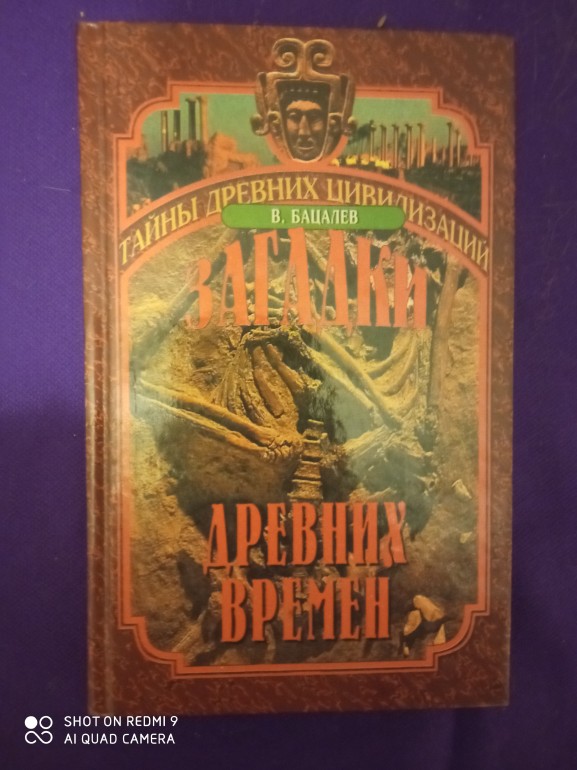 ТАЙНЫ ДРЕВНИХ ЦИВИЛИЗАЦИЙ
В. БАЦАЛЕВ
ЗАГАДКИ
ДРЕВНИХ
ВРЕМЕН
SHOT ON REDMI 9
AI QUAD CAMERA